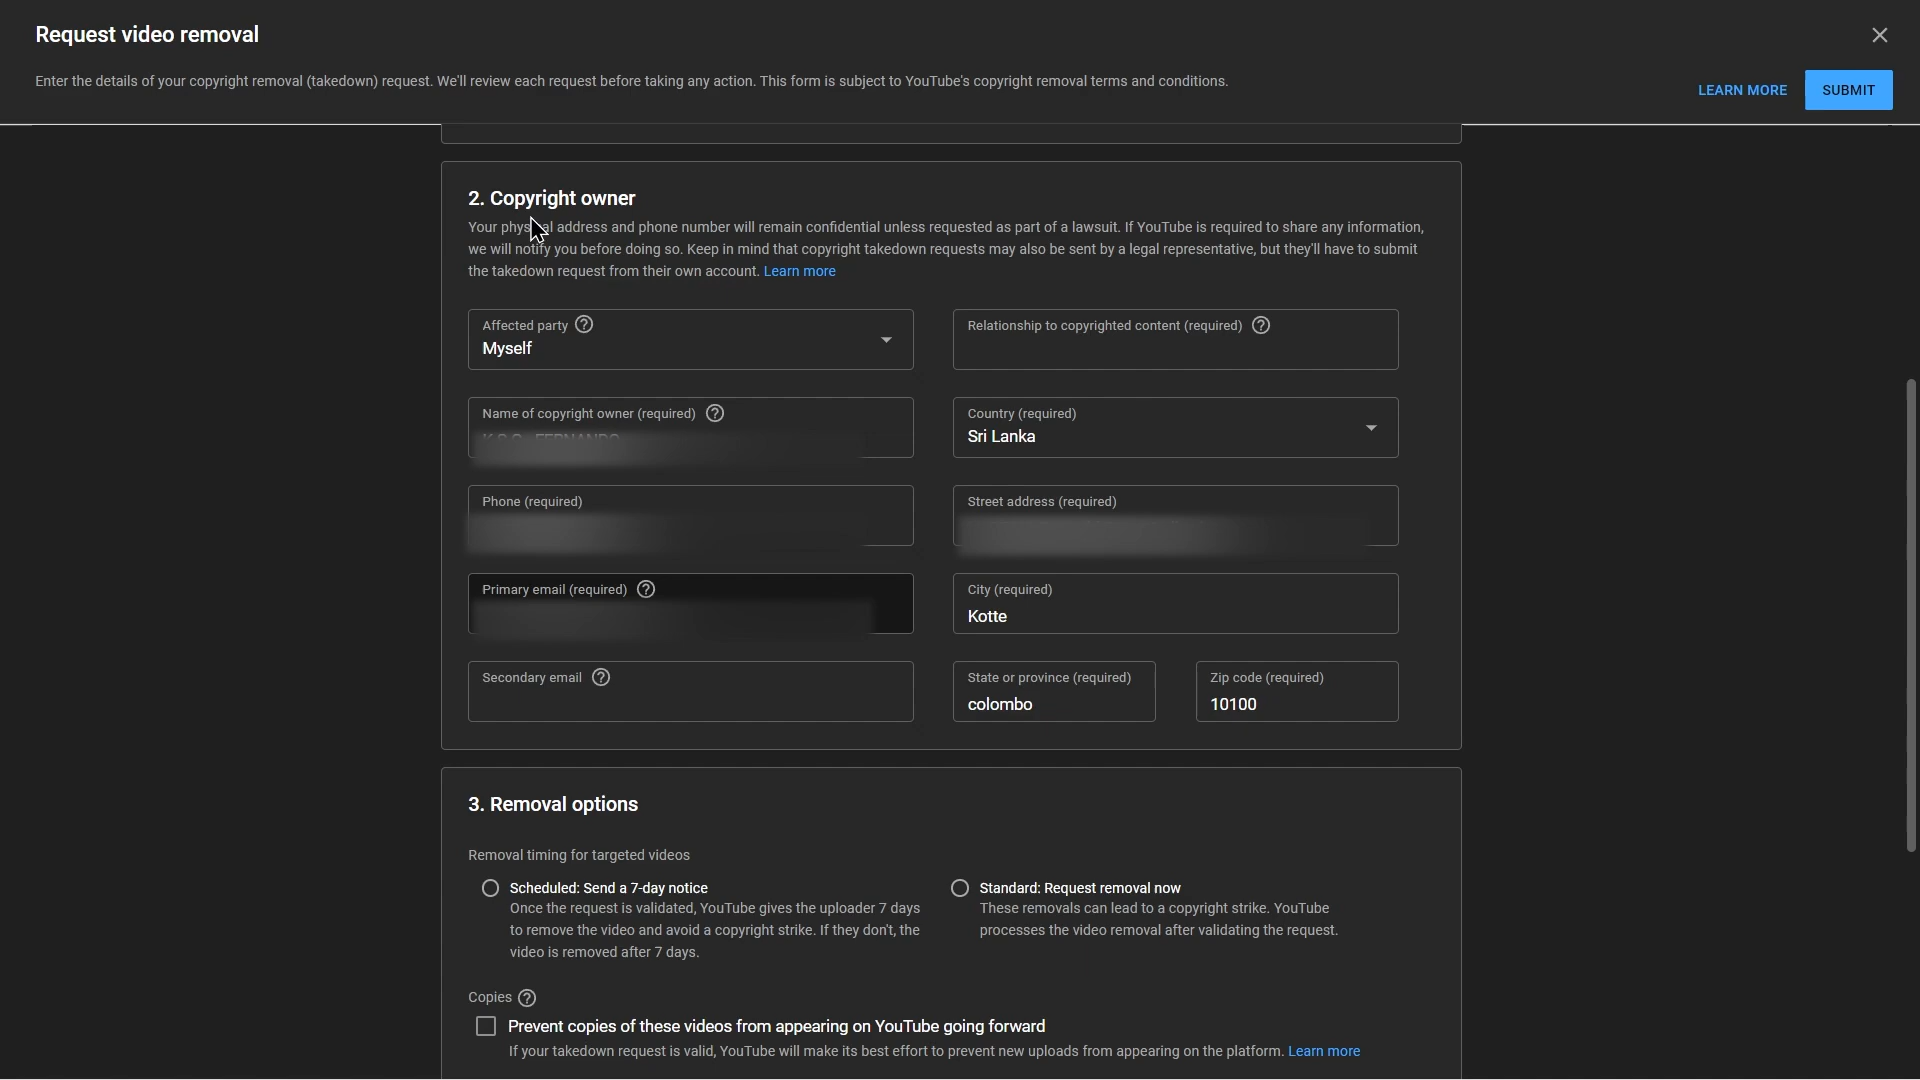 Request video removal
Enter the details of your copyright removal (takedown) request. We'll review each request before taking any action. This form is subject to YouTube's copyright removal terms and conditions.
LEARN MORE
SUBMIT
2. Copyright owner
Your physical address and phone number will remain confidential unless requested as part of a lawsuit. If YouTube is required to share any information,
we will notify you before doing so. Keep in mind that copyright takedown requests may also be sent by a legal representative, but they'll have to submit
the takedown request from their own account. Learn more
Affected party
Myself
Relationship to copyrighted content (required)
Name of copyright owner (required)
Country (required)
Sri Lanka
Phone (required)
Street address (required)
Primary email (required)
City (required)
Kotte
Secondary email
State or province (required)
colombo
Zip code (required)
10100
3. Removal options
Removal timing for targeted videos
Scheduled: Send a 7-day notice
Once the request is validated, YouTube gives the uploader 7 days
to remove the video and avoid a copyright strike. If they don't, the
video is removed after 7 days.
Standard: Request removal now
These removals can lead to a copyright strike. YouTube
processes the video removal after validating the request.
Copies
Prevent copies of these videos from appearing on YouTube going forward
If your takedown request is valid, YouTube will make its best effort to prevent new uploads from appearing on the platform. Learn more